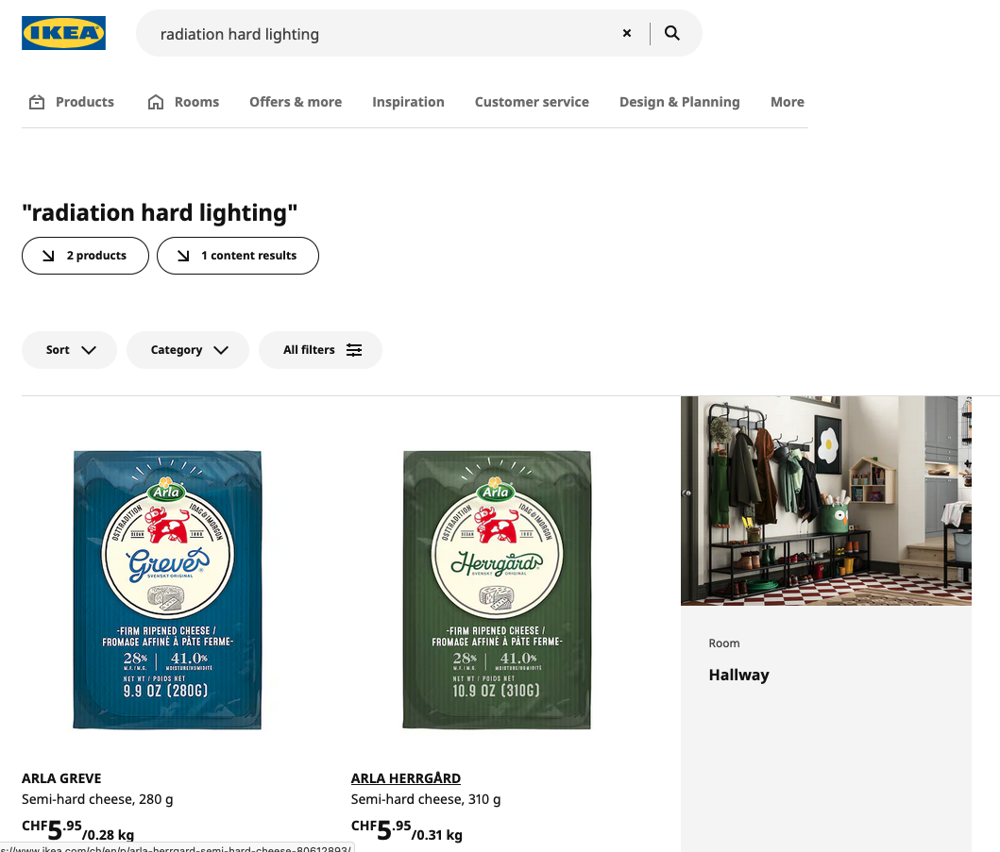 IKEA
radiation hard lighting
Products Rooms Offers & more Inspiration Customer service Design & Planning More
"radiation hard lighting"
2 products 1 content results
Sort Category All filters
Arla
OSTTRADITION IDAG & IMORGON
SEDAN 1880
Greve®
SVENSKT ORIGINAL
-FIRM RIPENED CHEESE /
FROMAGE AFFINÉ À PÂTE FERME-
28% | 41.0%
M.F./M.G. MOISTURE/HUMIDITÉ
NET WT / POIDS NET
9.9 OZ (280G)
ARLA GREVE
Semi-hard cheese, 280 g
CHF5.95/0.28 kg
Arla
OSTTRADITION IDAG & IMORGON
SEDAN 1880
Herrgård®
SVENSKT ORIGINAL
-FIRM RIPENED CHEESE /
FROMAGE AFFINÉ À PÂTE FERME-
28% | 41.0%
M.F./M.G. MOISTURE/HUMIDITÉ
NET WT / POIDS NET
10.9 OZ (310G)
ARLA HERRGÅRD
Semi-hard cheese, 310 g
CHF5.95/0.31 kg
Room
Hallway
s://www.ikea.com/ch/en/p/arla-herrgard-semi-hard-cheese-80612893/